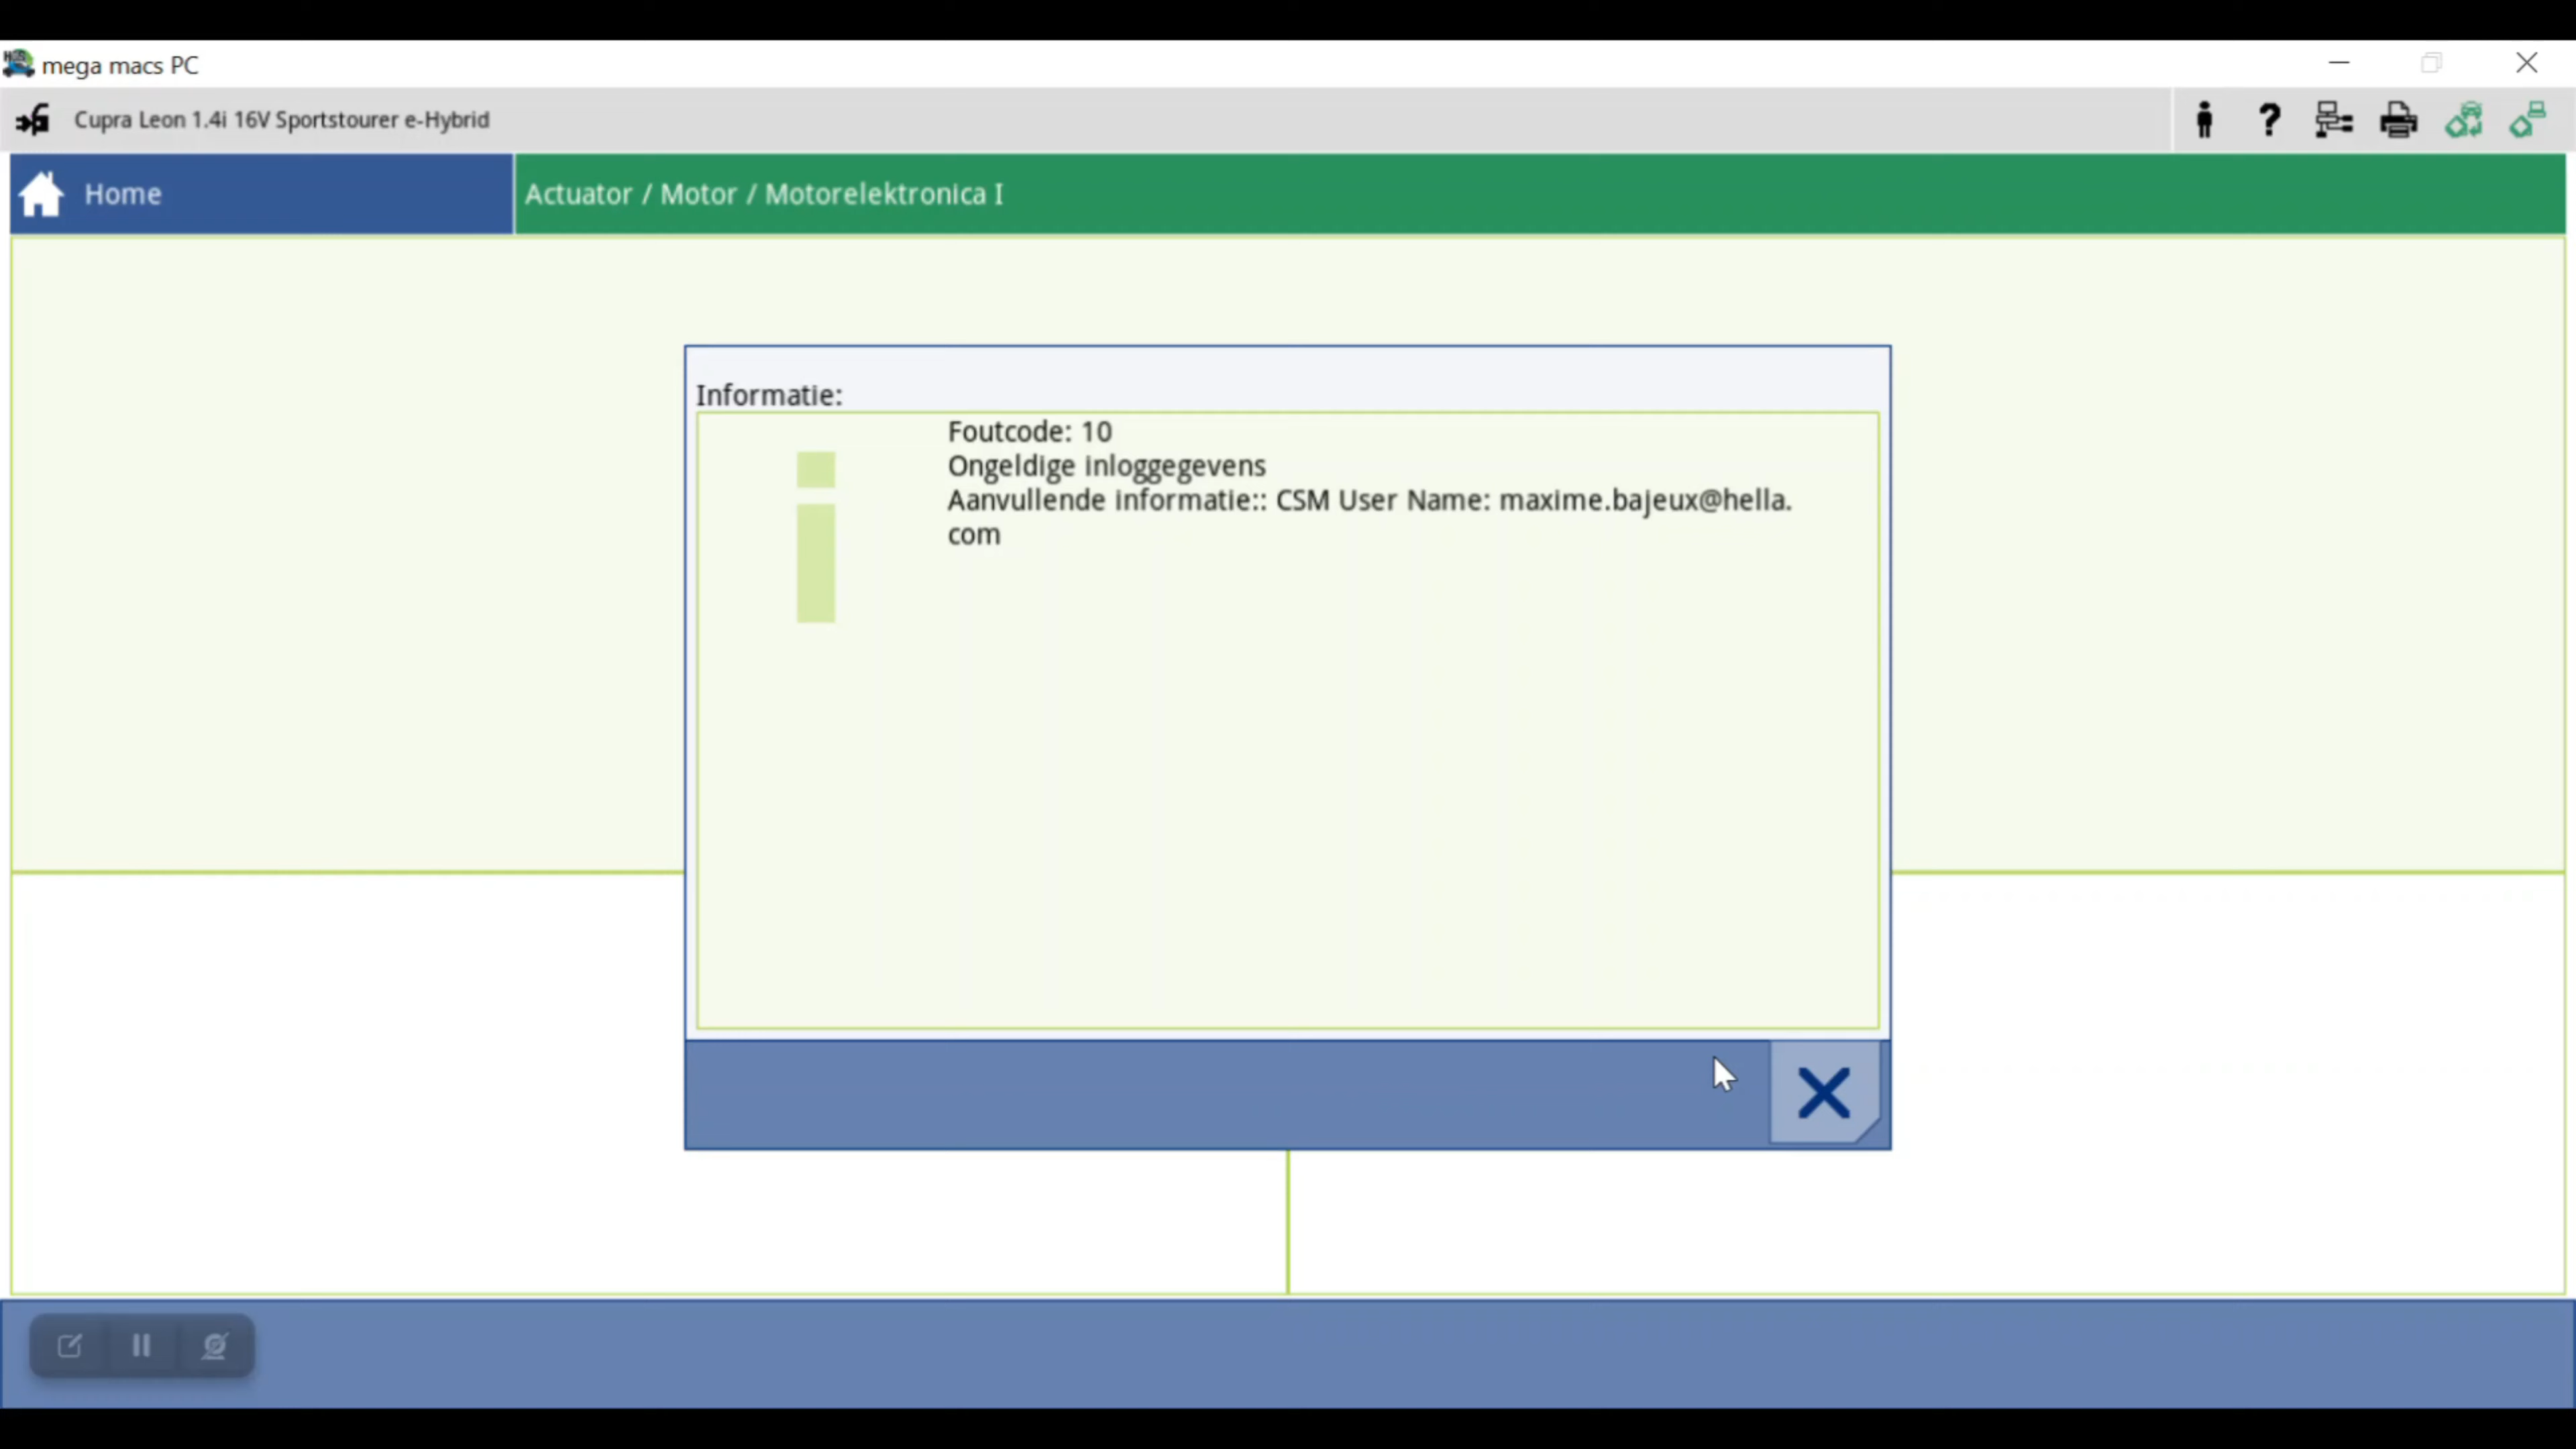 mega macs PC
Cupra Leon 1.4i 16V Sportstourer e-Hybrid
?
Home
Actuator / Motor / Motorelektronica I
Informatie:
Foutcode: 10
Ongeldige inloggegevens
Aanvullende informatie:: CSM User Name: maxime.bajeux@hella.
com